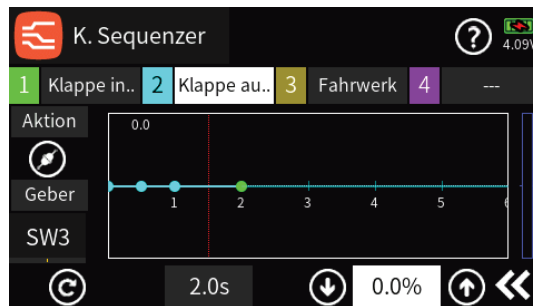 K. Sequenzer
? 4.09V
1 Klappe in.. 2 Klappe au.. 3 Fahrwerk 4 ---
Aktion
0.0
Geber
1 2 3 4 5 6
SW3
2.0s 0.0%